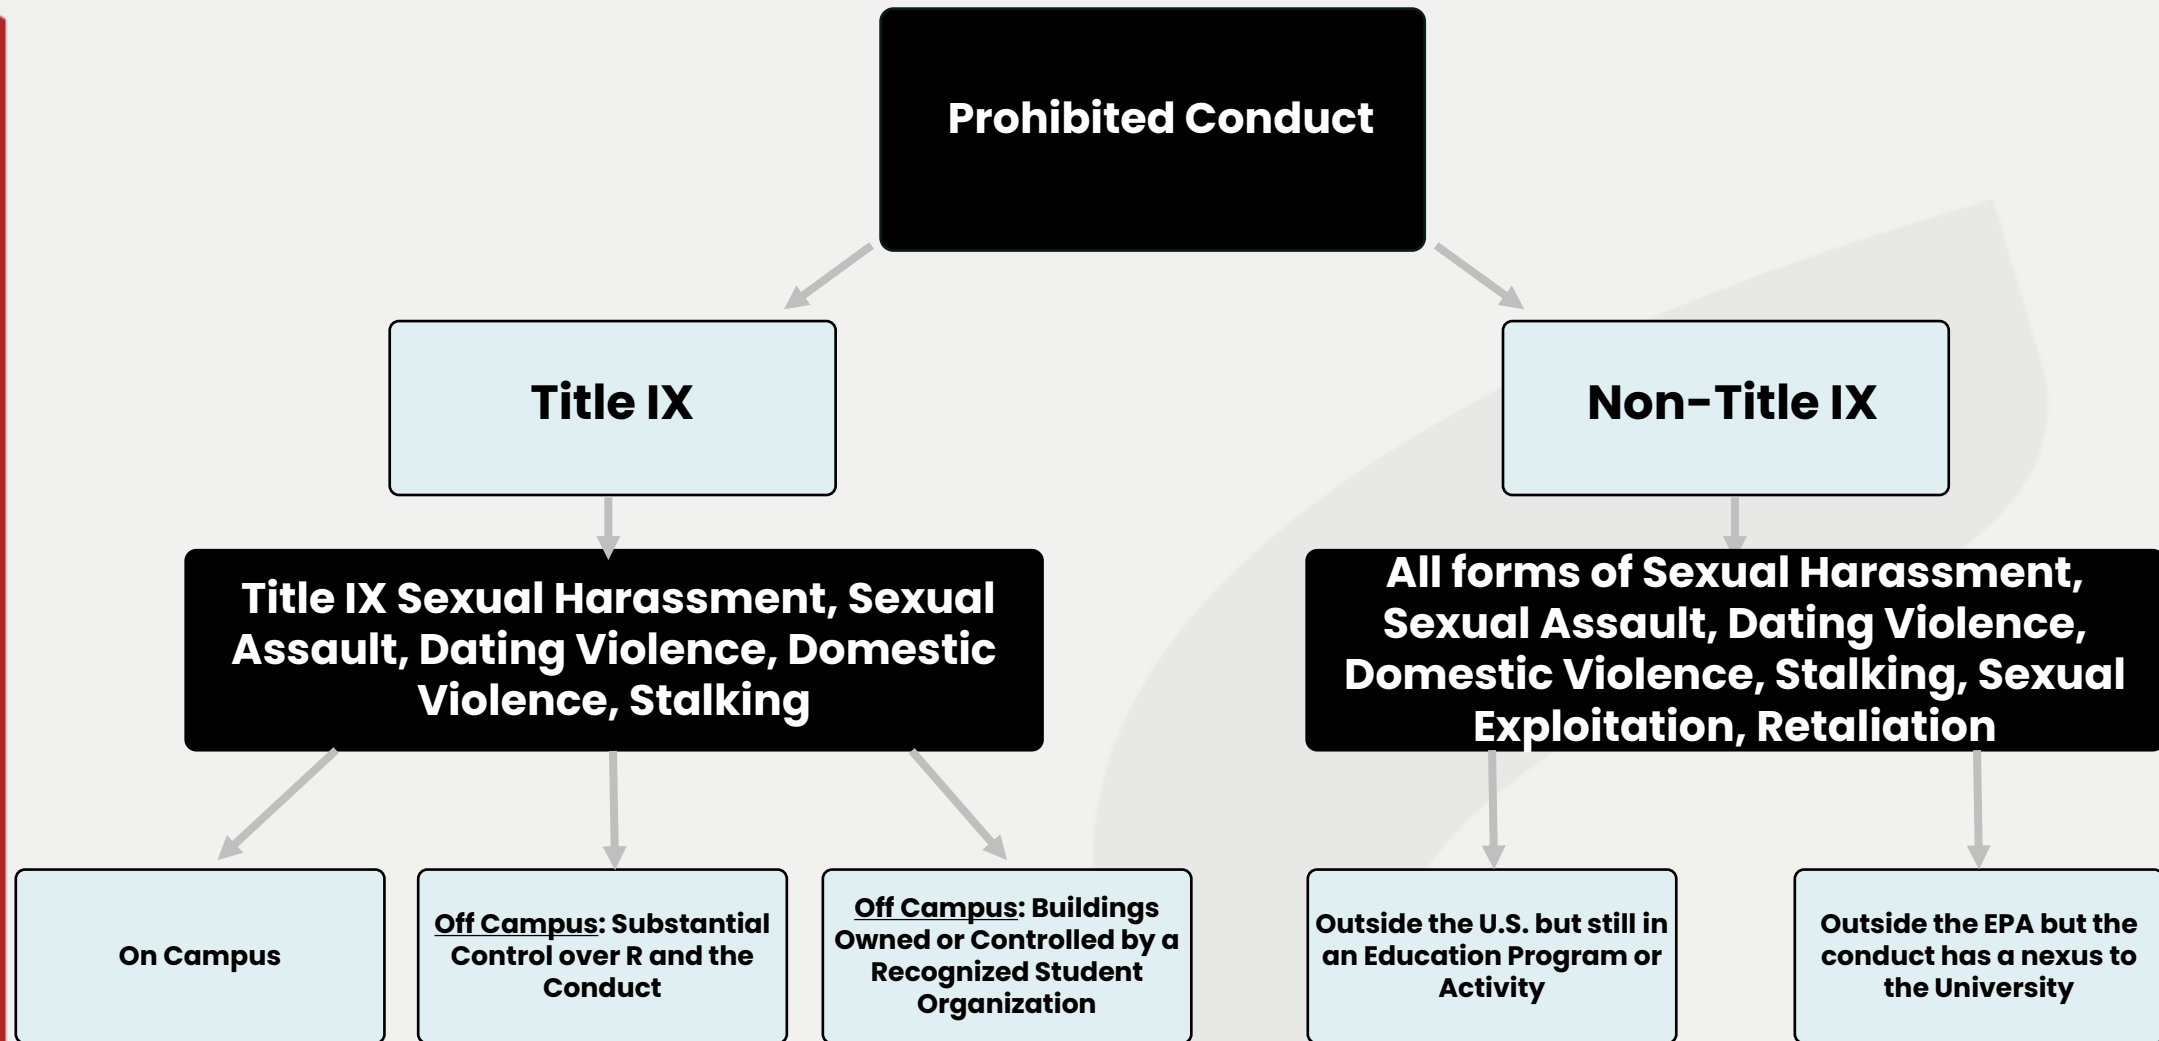 Prohibited Conduct
Title IX
Non-Title IX
Title IX Sexual Harassment, Sexual
Assault, Dating Violence, Domestic
Violence, Stalking
All forms of Sexual Harassment,
Sexual Assault, Dating Violence,
Domestic Violence, Stalking, Sexual
Exploitation, Retaliation
On Campus
Off Campus: Substantial
Control over R and the
Conduct
Off Campus: Buildings
Owned or Controlled by a
Recognized Student
Organization
Outside the U.S. but still in
an Education Program or
Activity
Outside the EPA but the
conduct has a nexus to
the University